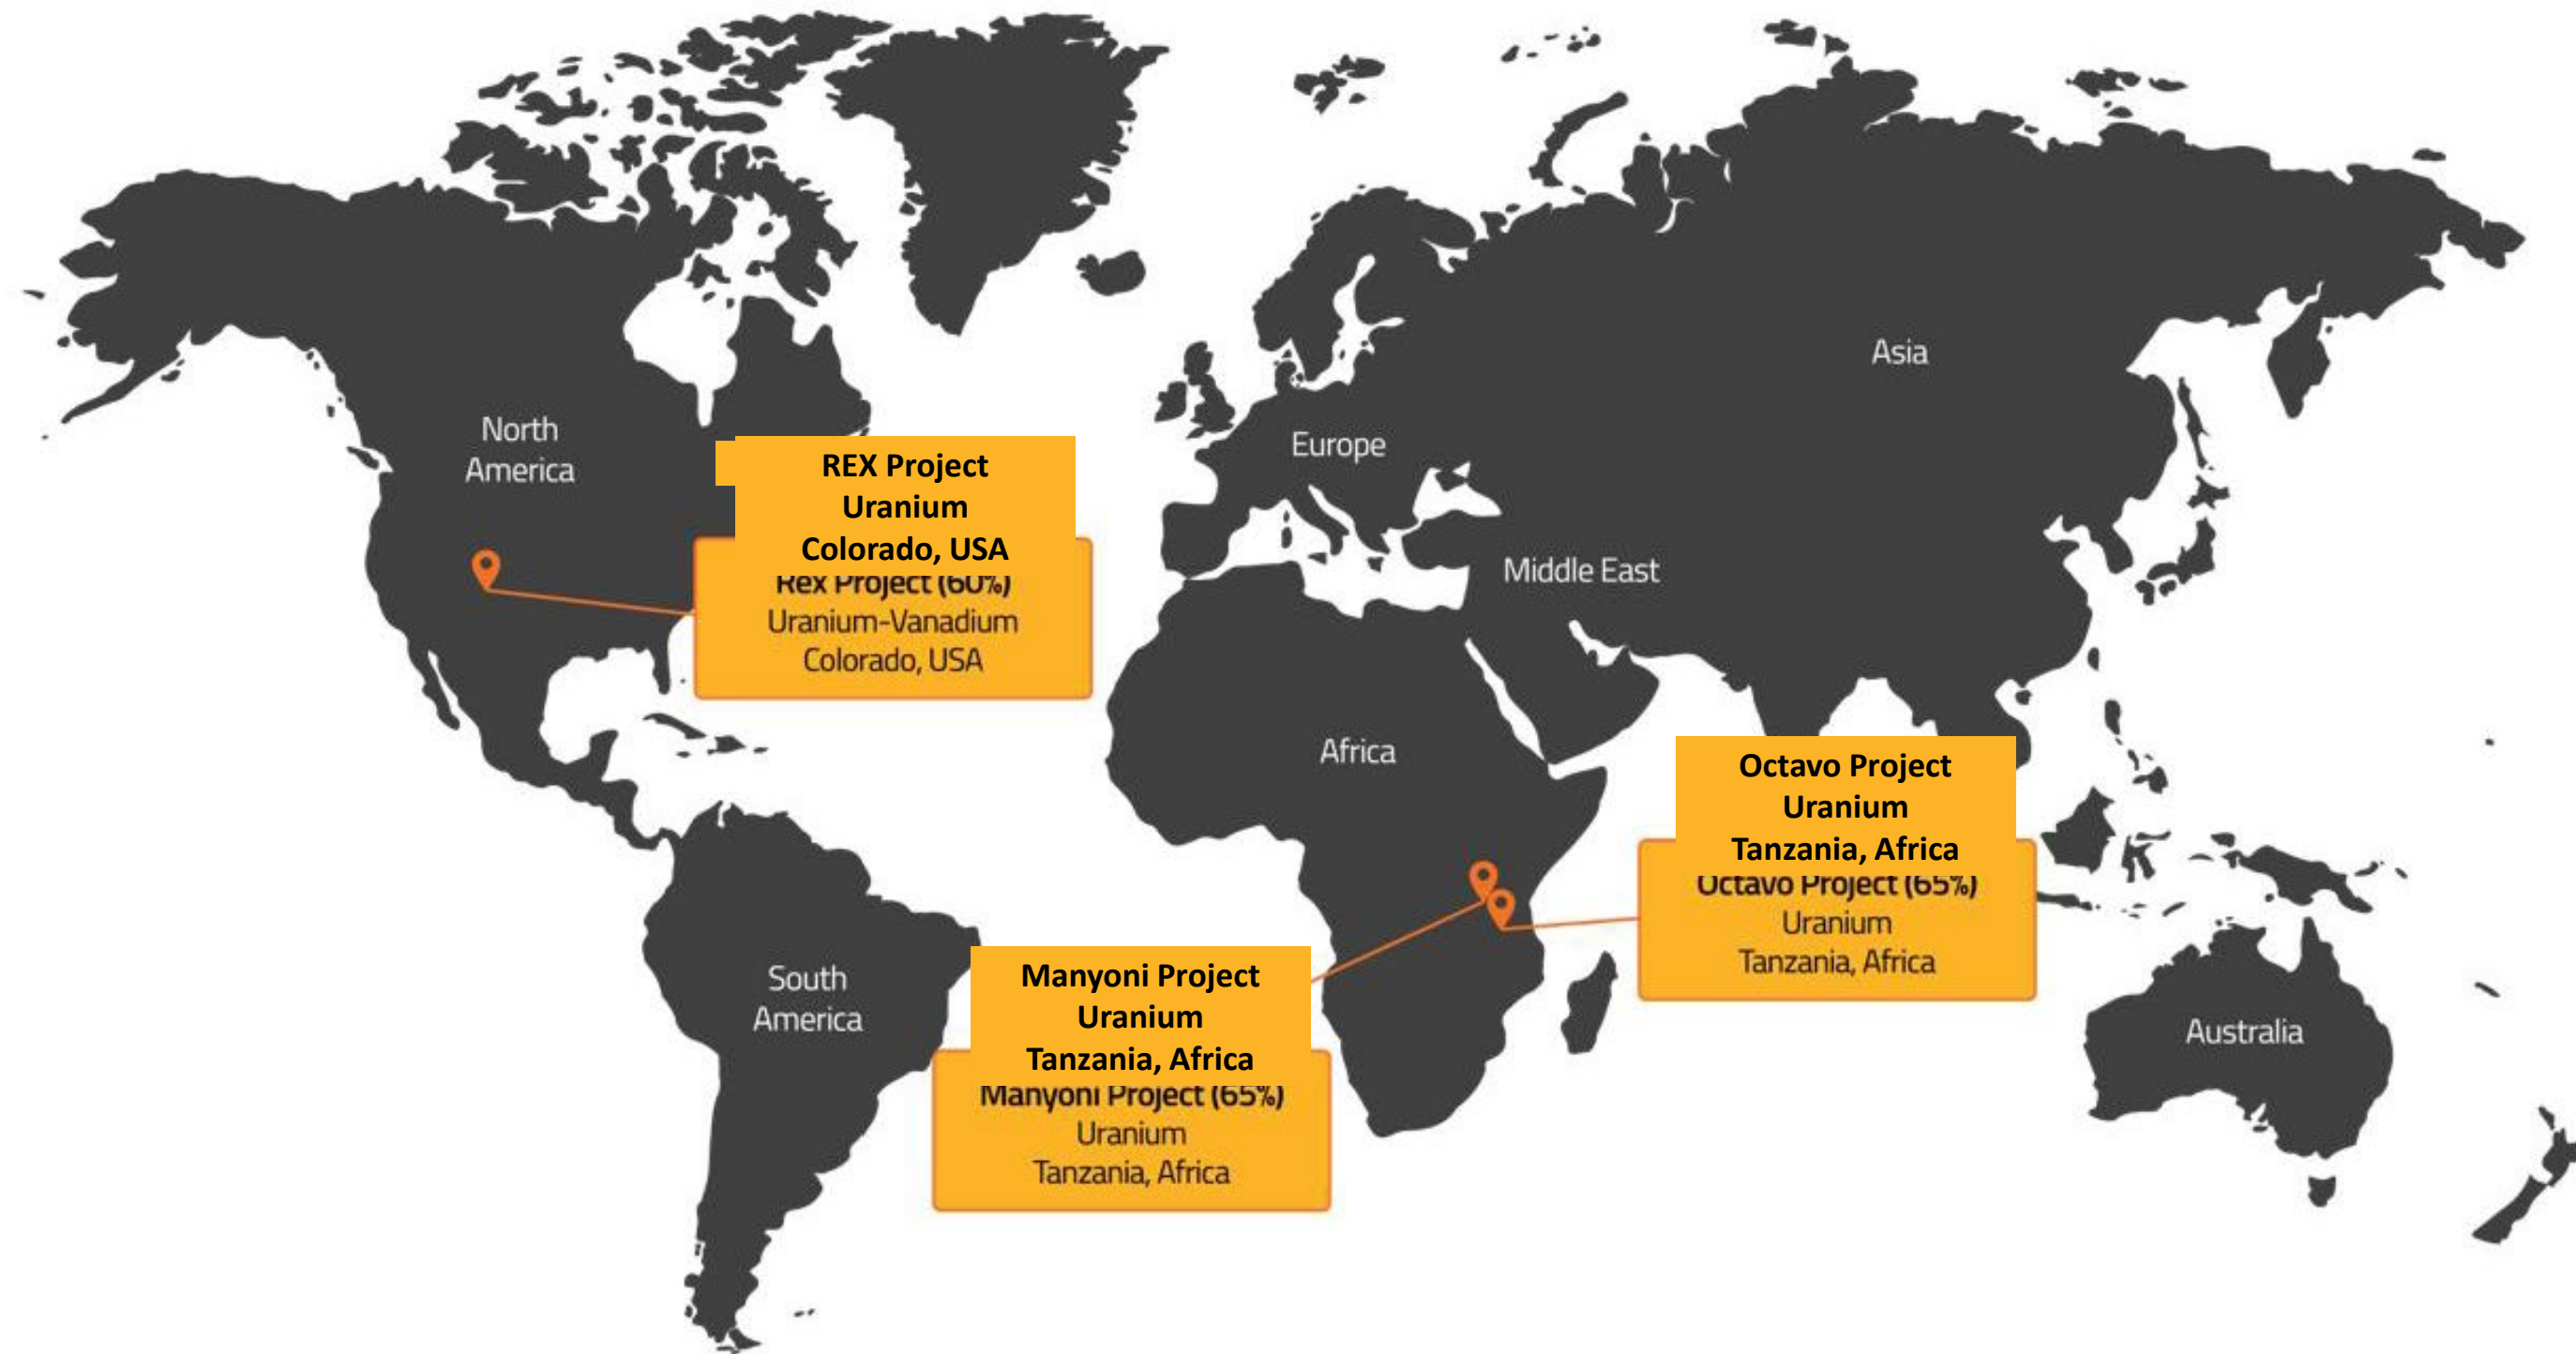 Asia
North
America
Europe
REX Project
Uranium
Colorado, USA
Rex Project (60%)
Uranium-Vanadium
Colorado, USA
Middle East
Africa
Octavo Project
Uranium
Tanzania, Africa
Octavo Project (65%)
Uranium
Tanzania, Africa
South
America
Manyoni Project
Uranium
Tanzania, Africa
Manyoni Project (65%)
Uranium
Tanzania, Africa
Australia